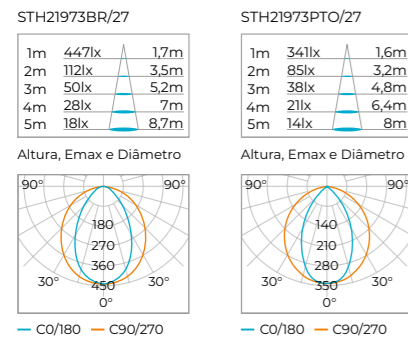 STH21973BR/27
1m 447lx 1,7m
2m 112lx 3,5m
3m 50lx 5,2m
4m 28lx 7m
5m 18lx 8,7m
Altura, Emax e Diâmetro
90° 90°
180
270
360
30° 450 30°
0°
C0/180 C90/270
STH21973PTO/27
1m 341lx 1,6m
2m 85lx 3,2m
3m 38lx 4,8m
4m 21lx 6,4m
5m 14lx 8m
Altura, Emax e Diâmetro
90° 90°
140
210
280
30° 350 30°
0°
C0/180 C90/270